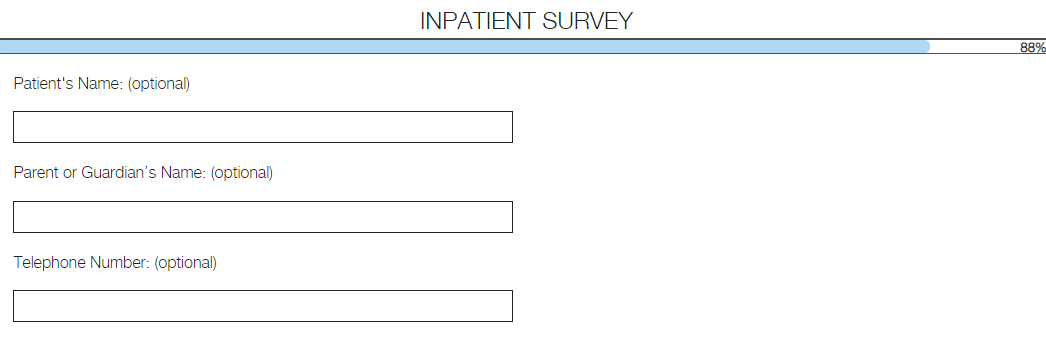 INPATIENT SURVEY
88%
Patient's Name: (optional)
Parent or Guardian's Name: (optional)
Telephone Number: (optional)